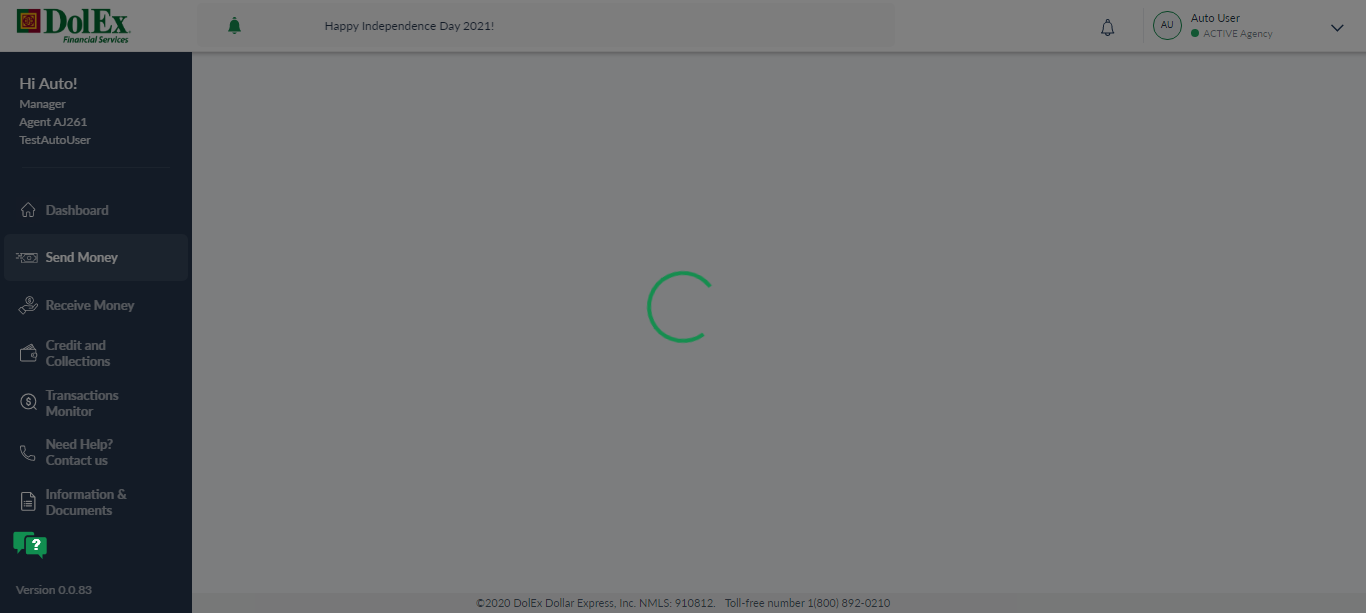 DolEx
Financial Services
Happy Independence Day 2021!
AU
Auto User
ACTIVE Agency
Hi Auto!
Manager
Agent AJ261
TestAutoUser
Dashboard
Send Money
Receive Money
Credit and
Collections
Transactions
Monitor
Need Help?
Contact us
Information &
Documents
?
Version 0.0.83
©2020 DolEx Dollar Express, Inc. NMLS: 910812. Toll-free number 1(800) 892-0210